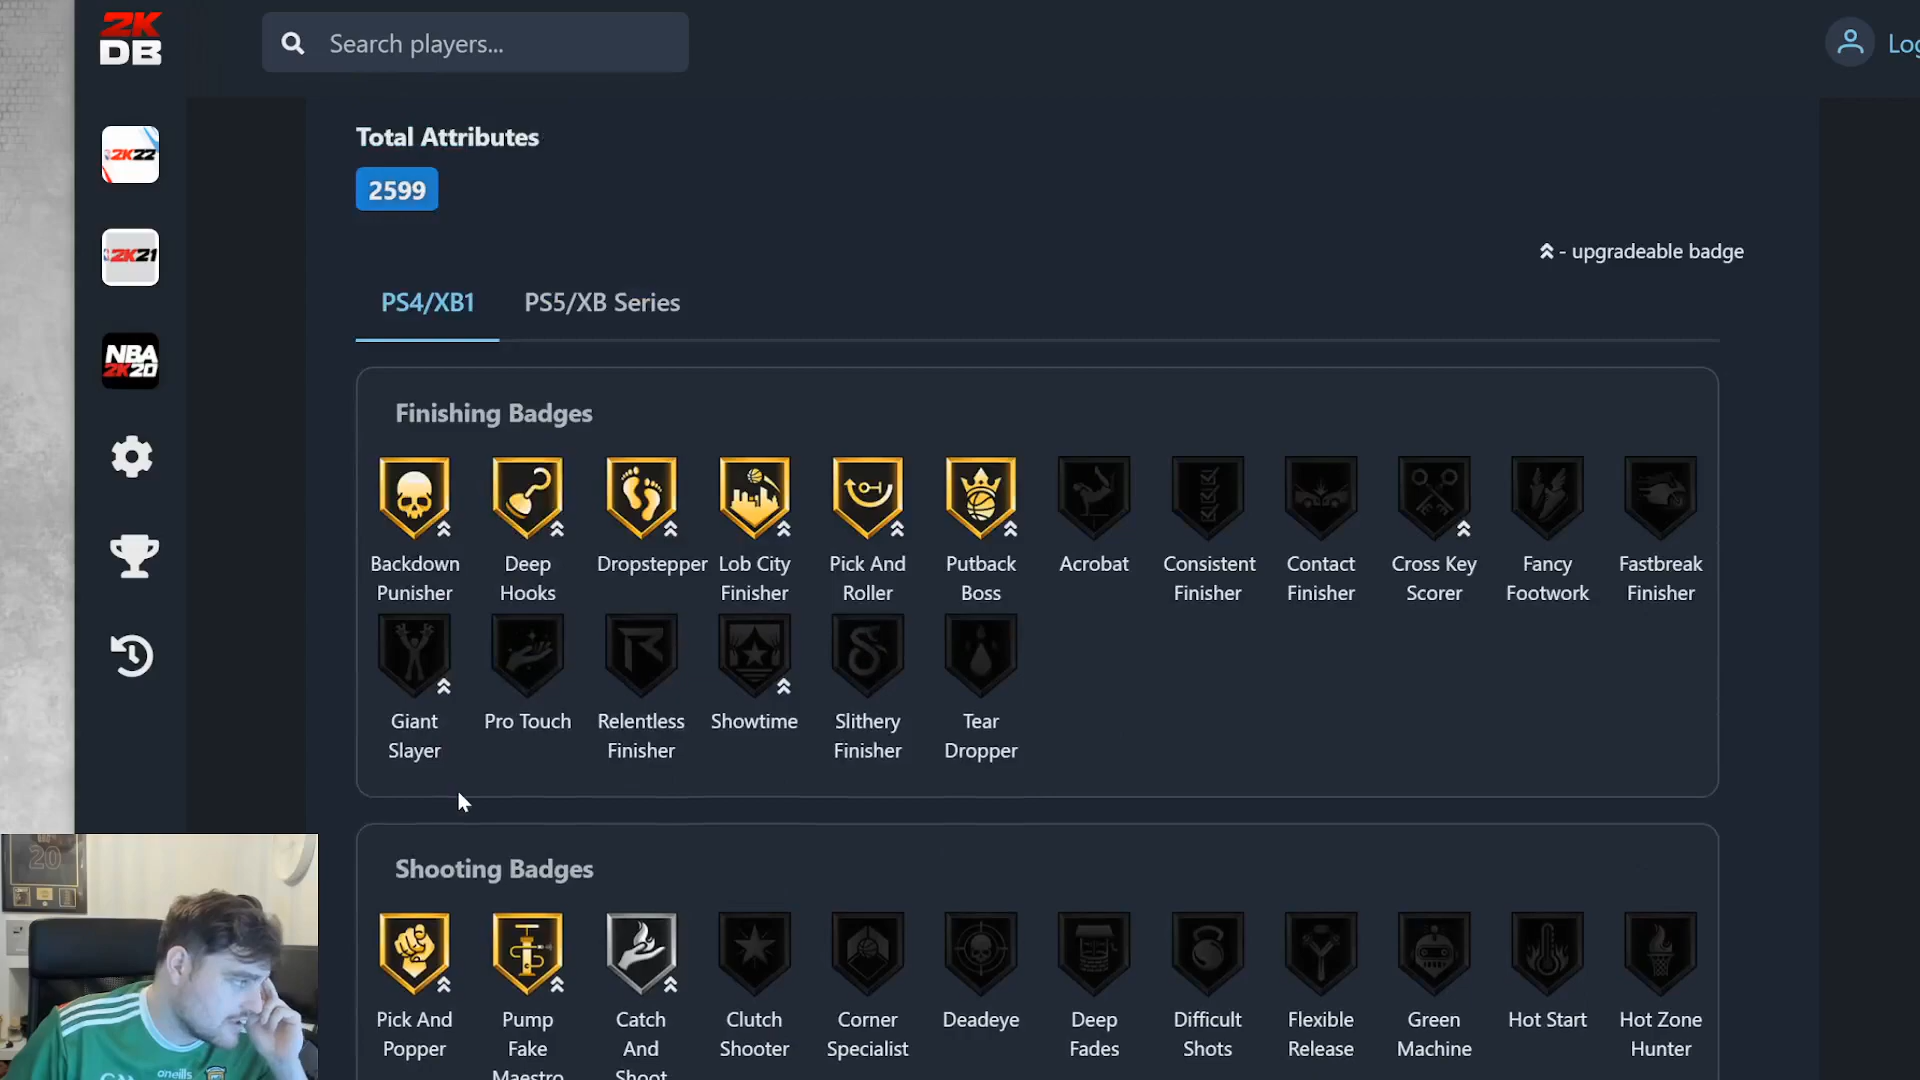 2K
DB
Search players...
Log
2K22
2K21
NBA
2K20
Total Attributes
2599
- upgradeable badge
PS4/XB1
PS5/XB Series
Finishing Badges
Backdown Punisher
Deep Hooks
Dropstepper
Lob City Finisher
Pick And Roller
Putback Boss
Acrobat
Consistent Finisher
Contact Finisher
Cross Key Scorer
Fancy Footwork
Fastbreak Finisher
Giant Slayer
Pro Touch
Relentless Finisher
Showtime
Slithery Finisher
Tear Dropper
Shooting Badges
Pick And Popper
Pump Fake Maestro
Catch And Shoot
Clutch Shooter
Corner Specialist
Deadeye
Deep Fades
Difficult Shots
Flexible Release
Green Machine
Hot Start
Hot Zone Hunter
20
oneills